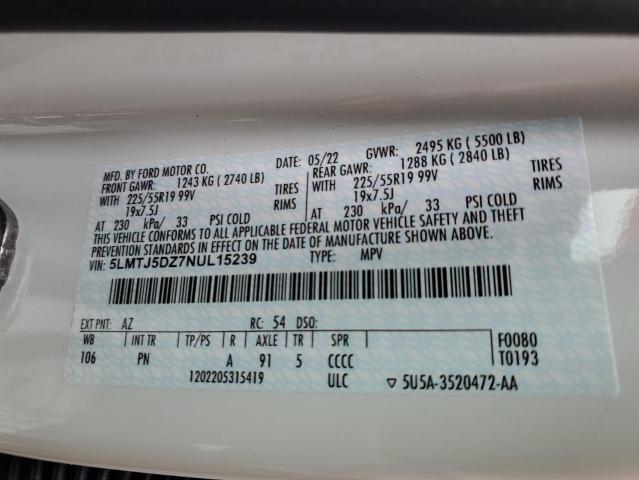 MFD. BY FORD MOTOR CO.
DATE: 05/22 GVWR: 2495 KG ( 5500 LB)
FRONT GAWR: 1243 KG ( 2740 LB) REAR GAWR: 1288 KG ( 2840 LB)
WITH 225/55R19 99V TIRES WITH 225/55R19 99V TIRES
19x7.5J RIMS 19x7.5J RIMS
AT 230 kPa/ 33 PSI COLD AT 230 kPa/ 33 PSI COLD
THIS VEHICLE CONFORMS TO ALL APPLICABLE FEDERAL MOTOR VEHICLE SAFETY AND THEFT
PREVENTION STANDARDS IN EFFECT ON THE DATE OF MANUFACTURE SHOWN ABOVE.
VIN: 5LMTJ5DZ7NUL15239 TYPE: MPV
EXT PNT: AZ RC: 54 DSO:
WB INT TR TP/PS R AXLE TR SPR F0080
106 PN A 91 5 CCCC T0193
1202205315419 ULC ▽ 5U5A-3520472-AA